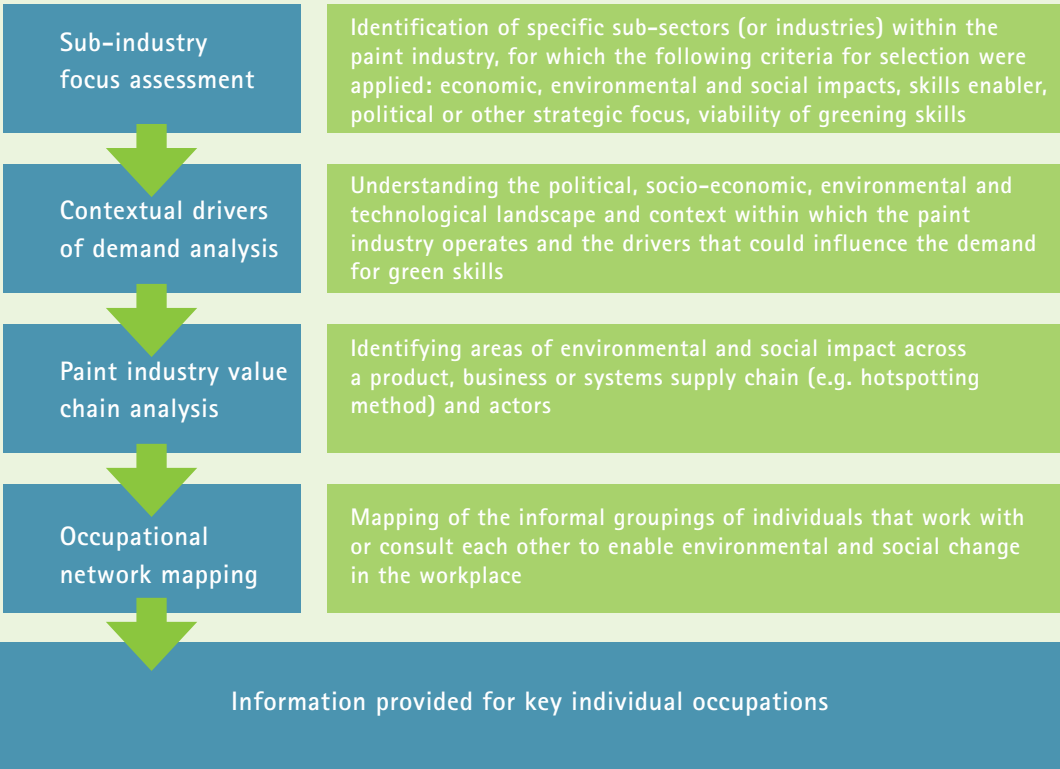 Sub-industry
focus assessment
Identification of specific sub-sectors (or industries) within the
paint industry, for which the following criteria for selection were
applied: economic, environmental and social impacts, skills enabler,
political or other strategic focus, viability of greening skills
Contextual drivers
of demand analysis
Understanding the political, socio-economic, environmental and
technological landscape and context within which the paint
industry operates and the drivers that could influence the demand
for green skills
Paint industry value
chain analysis
Identifying areas of environmental and social impact across
a product, business or systems supply chain (e.g. hotspotting
method) and actors
Occupational
network mapping
Mapping of the informal groupings of individuals that work with
or consult each other to enable environmental and social change
in the workplace
Information provided for key individual occupations